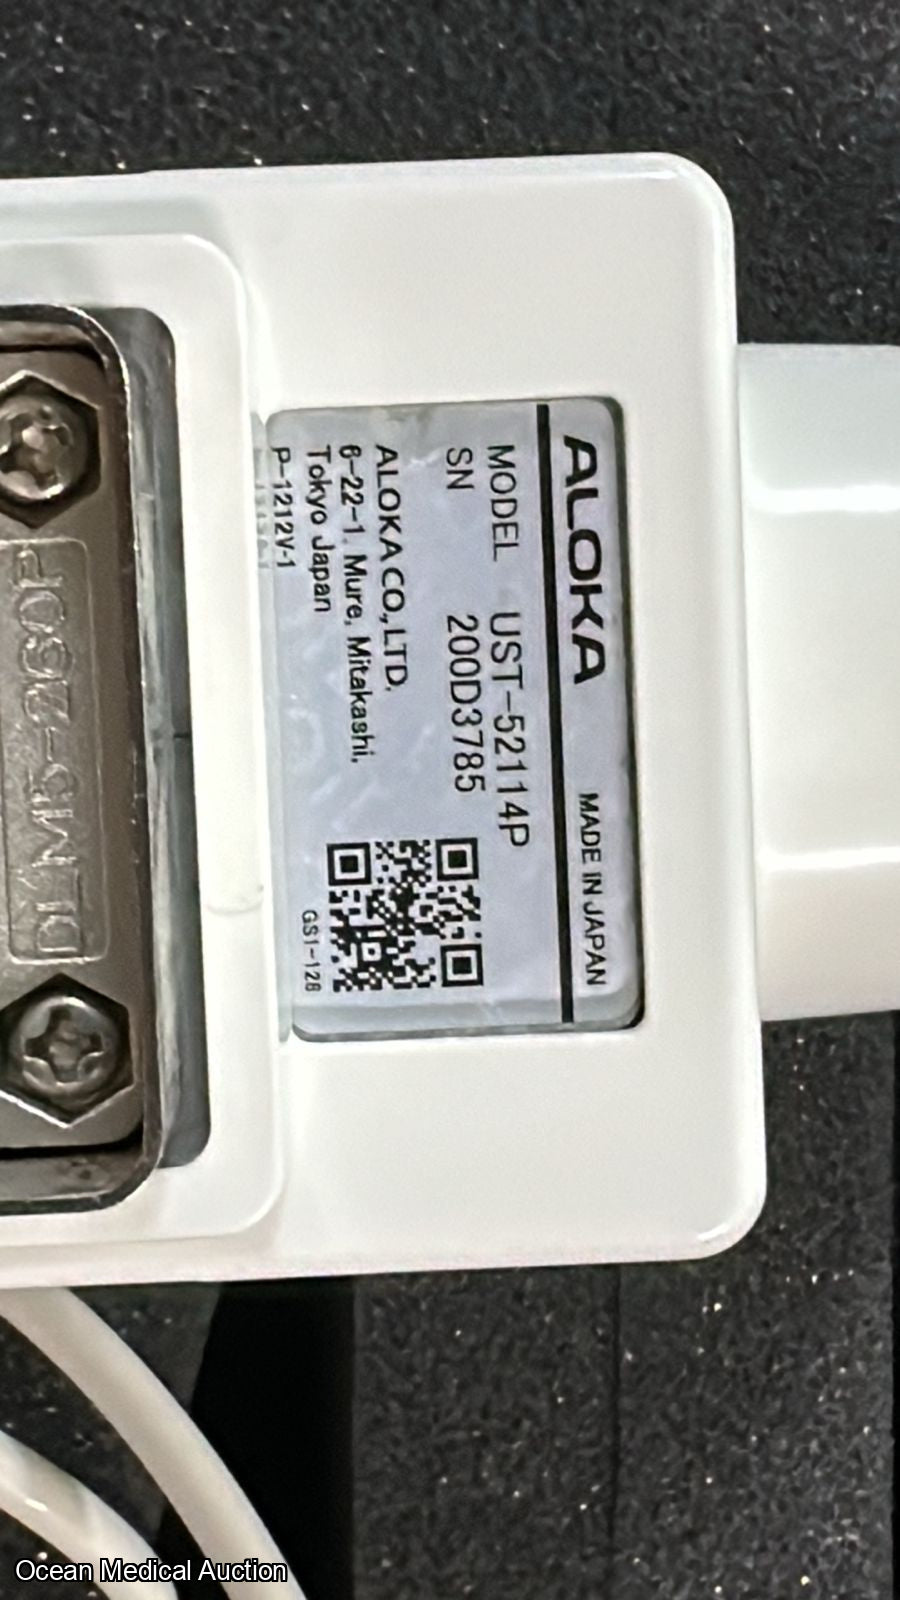 ALOKA MADE IN JAPAN
MODEL UST-52114P
SN 200D3785
ALOKA CO., LTD.
6-22-1, Mure, Mitakashi,
Tokyo Japan
P-1212V-1
GS1-128
Ocean Medical Auction